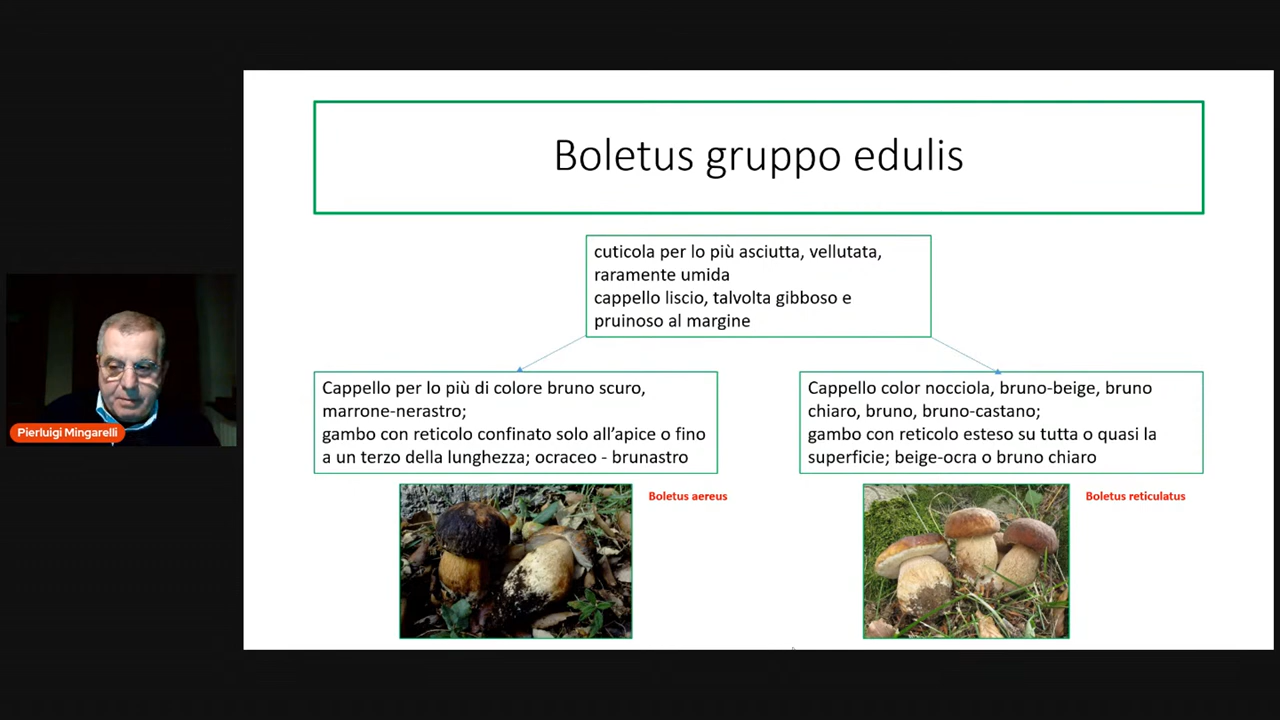 Boletus gruppo edulis
cuticola per lo più asciutta, vellutata,
raramente umida
cappello liscio, talvolta gibboso e
pruinoso al margine
Cappello per lo più di colore bruno scuro,
marrone-nerastro;
gambo con reticolo confinato solo all’apice o fino
a un terzo della lunghezza; ocraceo - brunastro
Cappello color nocciola, bruno-beige, bruno
chiaro, bruno, bruno-castano;
gambo con reticolo esteso su tutta o quasi la
superficie; beige-ocra o bruno chiaro
Boletus aereus
Boletus reticulatus
Pierluigi Mingarelli